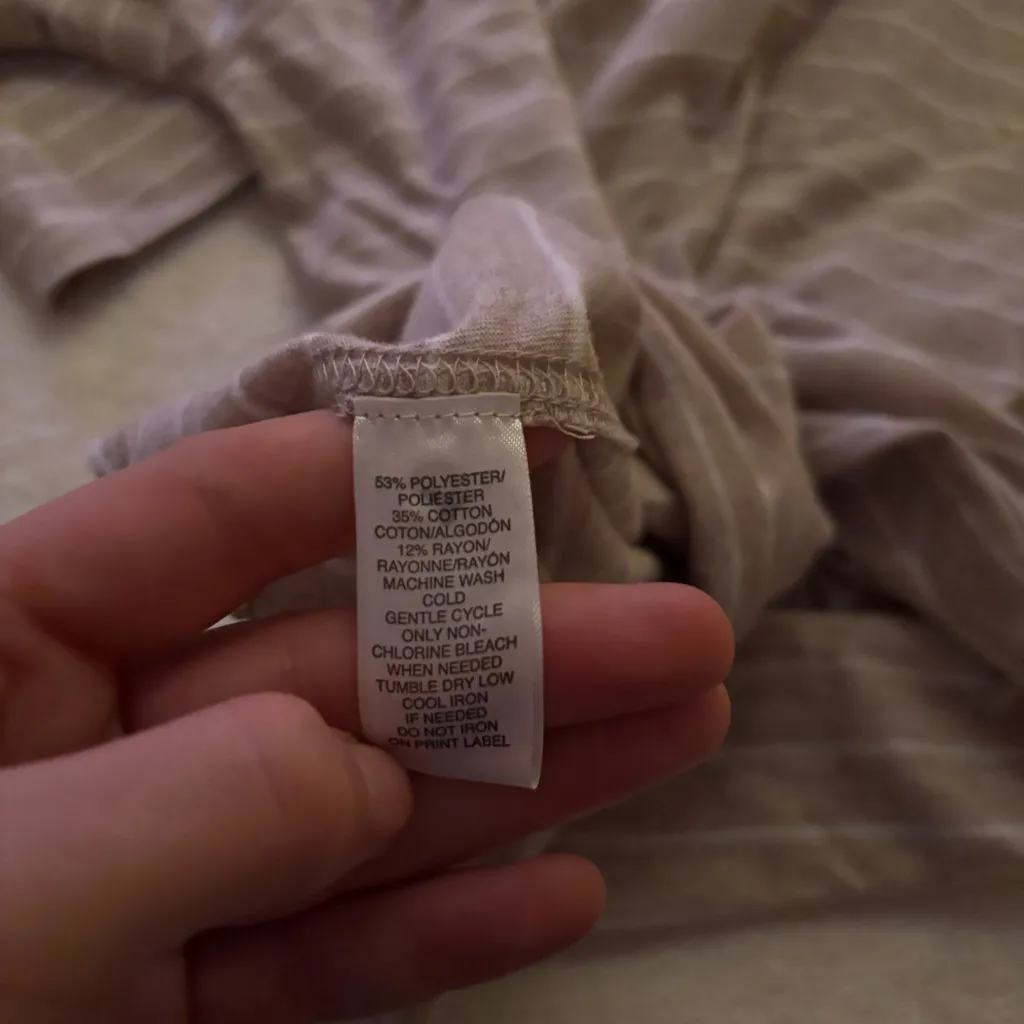 53% POLYESTER/
POLIÉSTER
35% COTTON
COTON/ALGODÓN
12% RAYON/
RAYONNE/RAYÓN
MACHINE WASH
COLD
GENTLE CYCLE
ONLY NON-
CHLORINE BLEACH
WHEN NEEDED
TUMBLE DRY LOW
COOL IRON
IF NEEDED
DO NOT IRON
ON PRINT LABEL